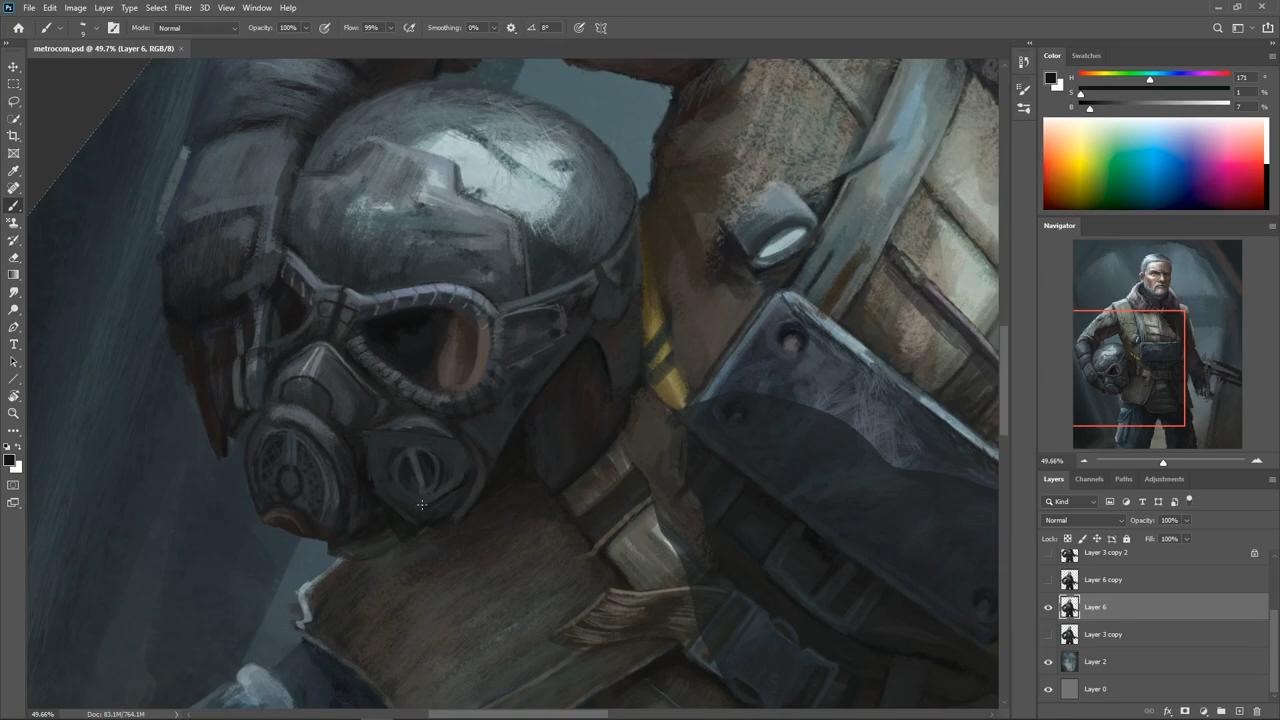 Ps File Edit Image Layer Type Select Filter 3D View Window Help
9 Mode: Normal Opacity: 100% Flow: 99% Smoothing: 0% 8°
metrocom.psd @ 49.7% (Layer 6, RGB/8) ×
Color Swatches
H 171 °
S 1 %
B 7 %
Navigator
49.66%
Layers Channels Paths Adjustments
Kind
Normal Opacity: 100%
Lock: Fill: 100%
Layer 3 copy 2
Layer 6 copy
Layer 6
Layer 3 copy
Layer 2
Layer 0
49.66% Doc: 83.1M/764.1M